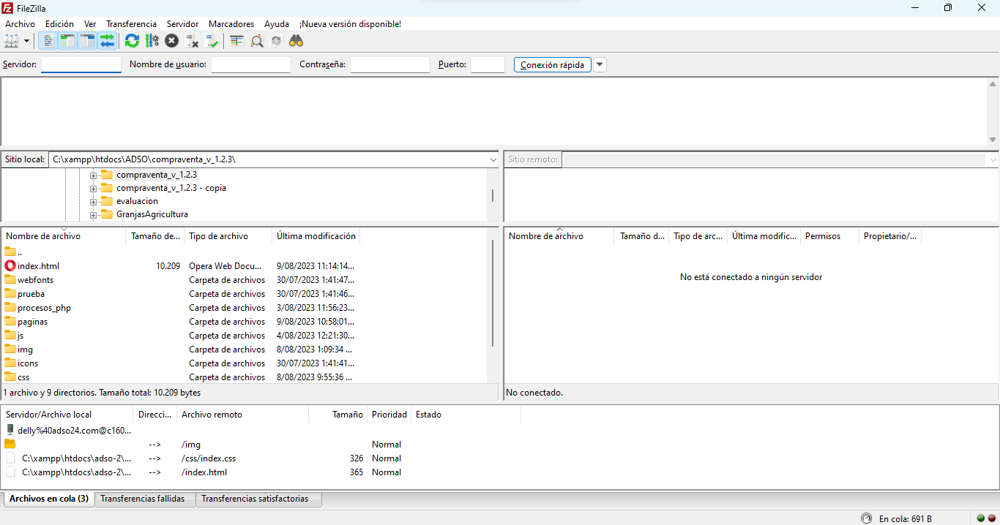 FileZilla
Archivo Edición Ver Transferencia Servidor Marcadores Ayuda ¡Nueva versión disponible!
Servidor: Nombre de usuario: Contraseña: Puerto: Conexión rápida
Sitio local: C:\xampp\htdocs\ADSO\compraventa_v_1.2.3\
Sitio remoto:
compraventa_v_1.2.3
compraventa_v_1.2.3 - copia
evaluacion
GranjasAgricultura
Nombre de archivo Tamaño de... Tipo de archivo Última modificación
..
index.html 10.209 Opera Web Docu... 9/08/2023 11:14:14...
webfonts Carpeta de archivos 30/07/2023 1:41:47...
prueba Carpeta de archivos 30/07/2023 1:41:46...
procesos_php Carpeta de archivos 3/08/2023 11:56:23...
paginas Carpeta de archivos 9/08/2023 10:58:01...
js Carpeta de archivos 4/08/2023 12:21:30...
img Carpeta de archivos 8/08/2023 1:09:34 ...
icons Carpeta de archivos 30/07/2023 1:41:41...
css Carpeta de archivos 8/08/2023 9:55:36 ...
1 archivo y 9 directorios. Tamaño total: 10.209 bytes
Nombre de archivo Tamaño d... Tipo de arc... Última modific... Permisos Propietario/...
No está conectado a ningún servidor
No conectado.
Servidor/Archivo local Direcci... Archivo remoto Tamaño Prioridad Estado
delly%40adso24.com@c160...
--> /img Normal
C:\xampp\htdocs\adso-2\... --> /css/index.css 326 Normal
C:\xampp\htdocs\adso-2\... --> /index.html 365 Normal
Archivos en cola (3) Transferencias fallidas Transferencias satisfactorias
En cola: 691 B